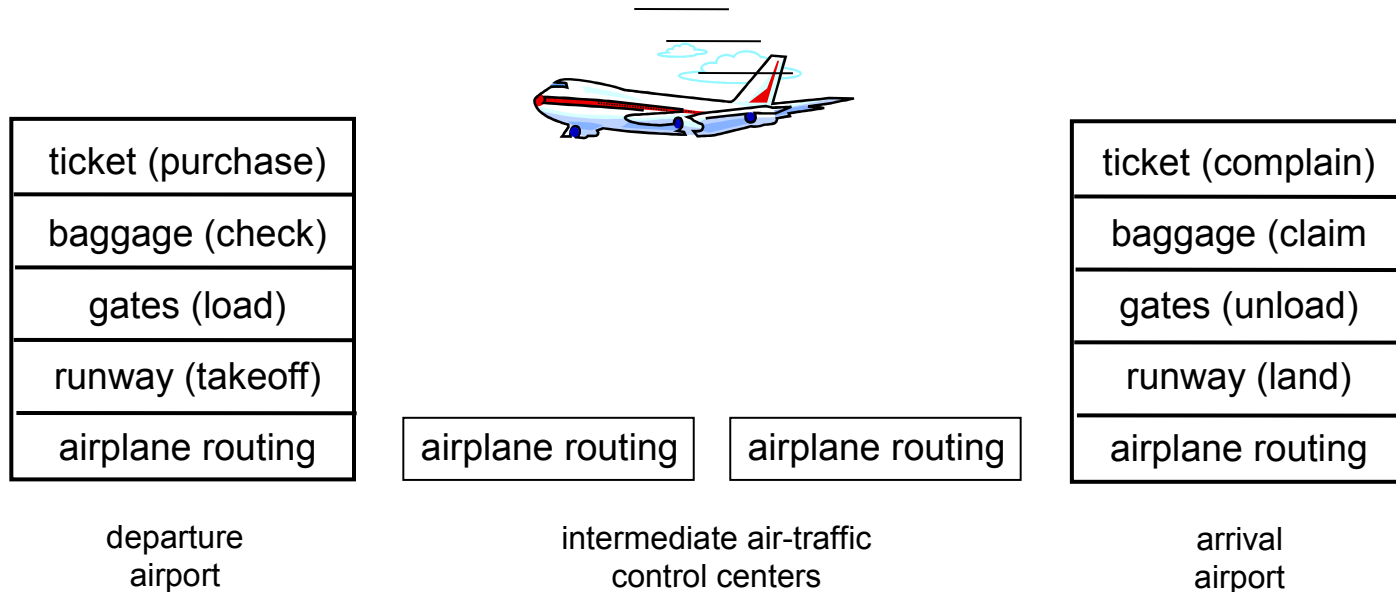 ticket (purchase)
baggage (check)
gates (load)
runway (takeoff)
airplane routing
departure
airport
airplane routing
airplane routing
intermediate air-traffic
control centers
ticket (complain)
baggage (claim
gates (unload)
runway (land)
airplane routing
arrival
airport